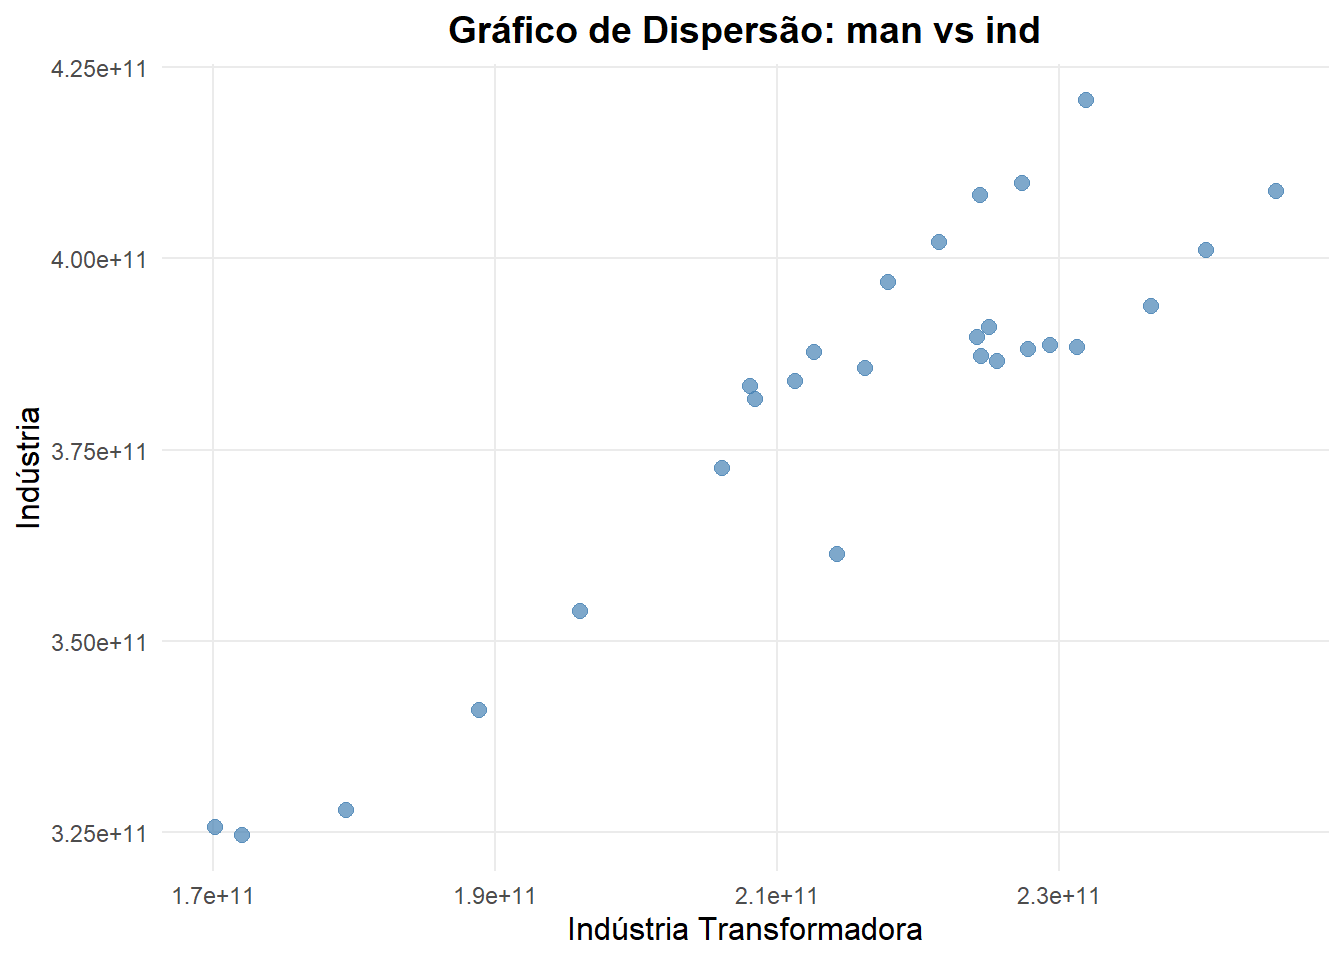 Gráfico de Dispersão: man vs ind
4.25e+11
4.00e+11
3.75e+11
3.50e+11
3.25e+11
Indústria
1.7e+11
1.9e+11
2.1e+11
2.3e+11
Indústria Transformadora